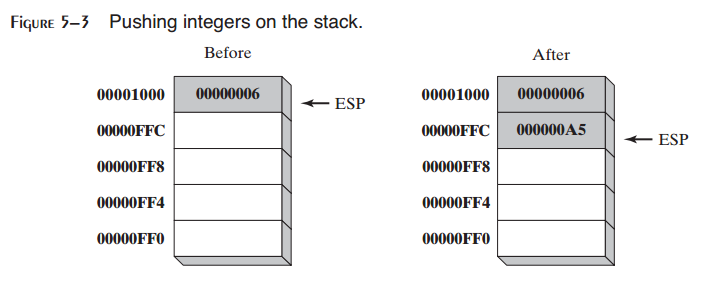 FIGURE 5–3 Pushing integers on the stack.
Before
After
00001000 00000006
ESP
00000FFC
00000FF8
00000FF4
00000FF0
00001000 00000006
00000FFC 000000A5
ESP
00000FF8
00000FF4
00000FF0